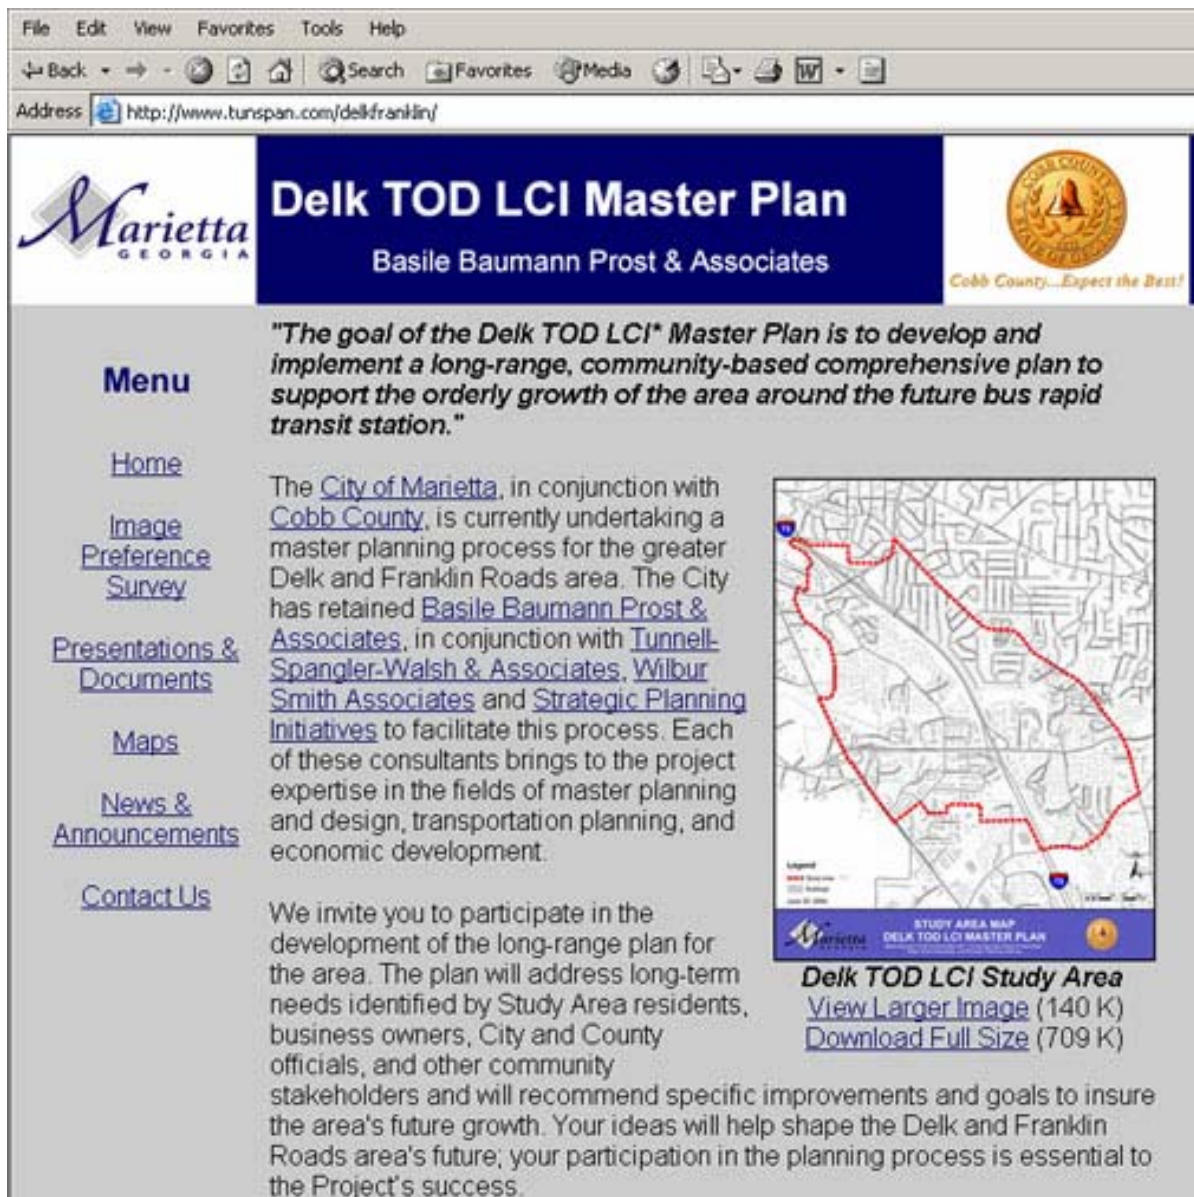 File Edit View Favorites Tools Help
Back Search Favorites Media
Address http://www.tunspan.com/delkfranklin/
Marietta
GEORGIA
Delk TOD LCI Master Plan
Basile Baumann Prost & Associates
COBB COUNTY
STATE OF GEORGIA
Cobb County...Expect the Best!
Menu
Home
Image
Preference
Survey
Presentations &
Documents
Maps
News &
Announcements
Contact Us
"The goal of the Delk TOD LCI* Master Plan is to develop and
implement a long-range, community-based comprehensive plan to
support the orderly growth of the area around the future bus rapid
transit station."
The City of Marietta, in conjunction with
Cobb County, is currently undertaking a
master planning process for the greater
Delk and Franklin Roads area. The City
has retained Basile Baumann Prost &
Associates, in conjunction with Tunnell-
Spangler-Walsh & Associates, Wilbur
Smith Associates and Strategic Planning
Initiatives to facilitate this process. Each
of these consultants brings to the project
expertise in the fields of master planning
and design, transportation planning, and
economic development.
75
75
Legend
Marietta
STUDY AREA MAP
DELK TOD LCI MASTER PLAN
Delk TOD LCI Study Area
View Larger Image (140 K)
Download Full Size (709 K)
We invite you to participate in the
development of the long-range plan for
the area. The plan will address long-term
needs identified by Study Area residents,
business owners, City and County
officials, and other community
stakeholders and will recommend specific improvements and goals to insure
the area's future growth. Your ideas will help shape the Delk and Franklin
Roads area's future; your participation in the planning process is essential to
the Project's success.